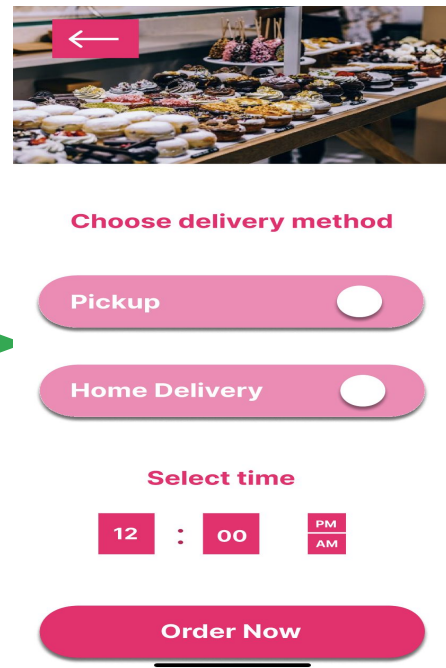 Choose delivery method
Pickup
Home Delivery
Select time
12 : 00 PM
AM
Order Now